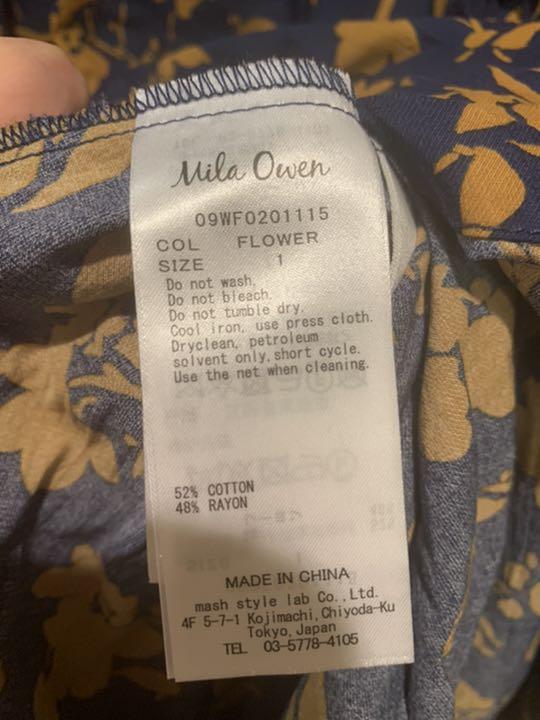 Mila Owen
09WF0201115
COL FLOWER
SIZE 1
Do not wash.
Do not bleach.
Do not tumble dry.
Cool iron, use press cloth.
Dryclean, petroleum
solvent only, short cycle.
Use the net when cleaning.
52% COTTON
48% RAYON
MADE IN CHINA
mash style lab Co.,Ltd.
4F 5-7-1 Kojimachi,Chiyoda-Ku
Tokyo,Japan
TEL 03-5778-4105